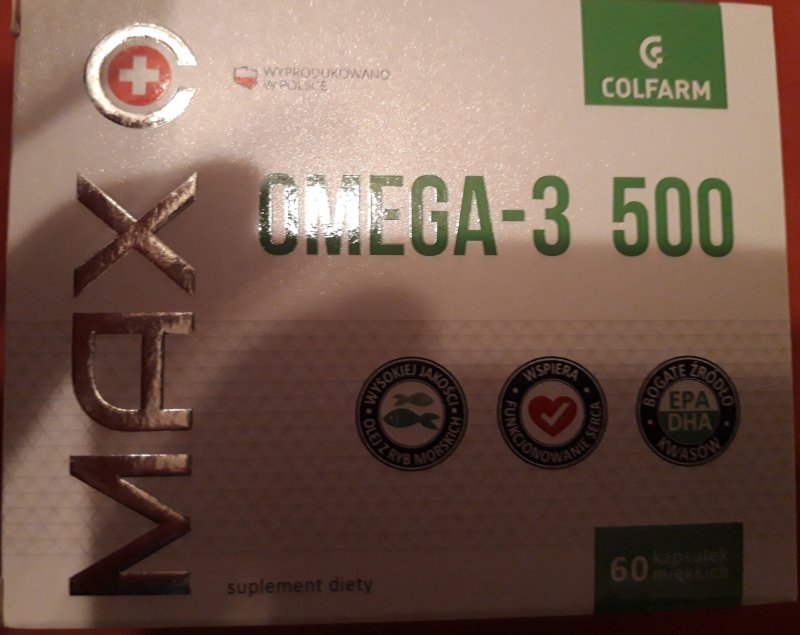 MAX C
WYPRODUKOWANO
W POLSCE
COLFARM
OMEGA-3 500
WYSOKIEJ JAKOŚCI
OLEJ Z RYB MORSKICH
WSPIERA
FUNKCJONOWANIE SERCA
BOGATE ŹRÓDŁO
EPA
DHA
KWASÓW
suplement diety
60 kapsułek
miękkich